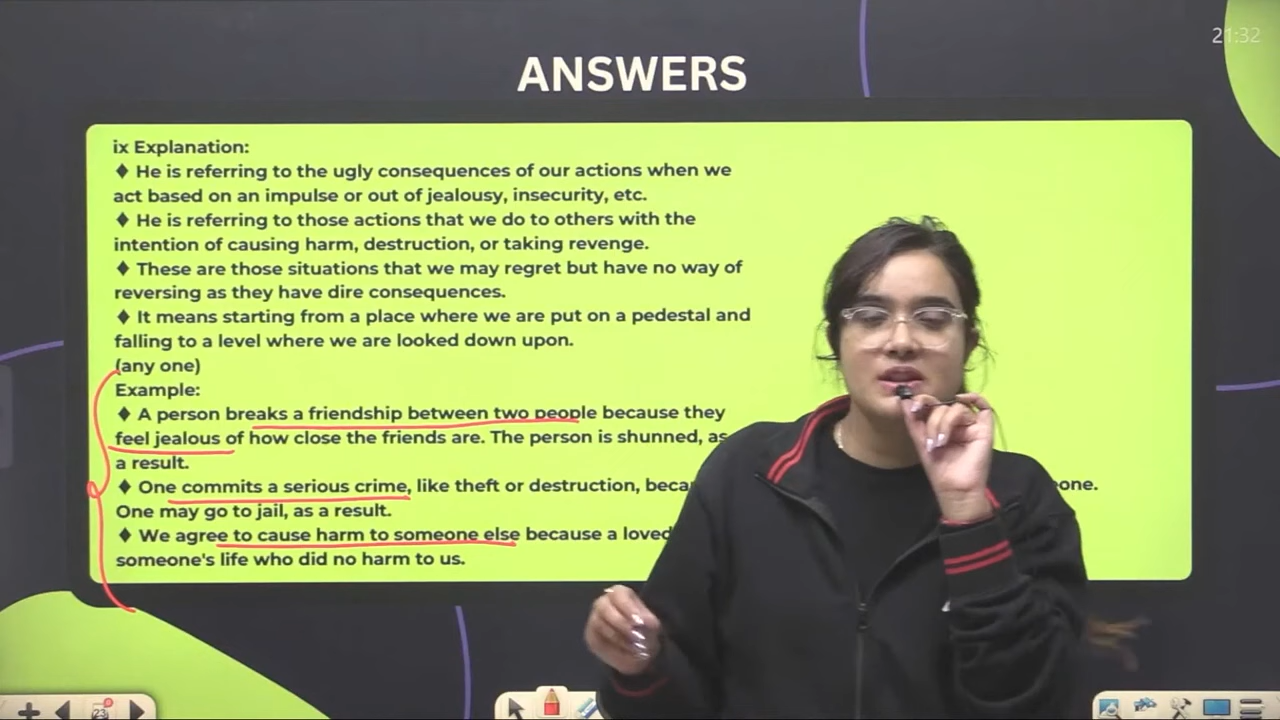 21:32
ANSWERS
ix Explanation:
♦ He is referring to the ugly consequences of our actions when we
act based on an impulse or out of jealousy, insecurity, etc.
♦ He is referring to those actions that we do to others with the
intention of causing harm, destruction, or taking revenge.
♦ These are those situations that we may regret but have no way of
reversing as they have dire consequences.
♦ It means starting from a place where we are put on a pedestal and
falling to a level where we are looked down upon.
(any one)
Example:
♦ A person breaks a friendship between two people because they
feel jealous of how close the friends are. The person is shunned, as
a result.
♦ One commits a serious crime, like theft or destruction,
One may go to jail, as a result.
♦ We agree to cause harm to someone else because a loved
someone's life who did no harm to us.
23